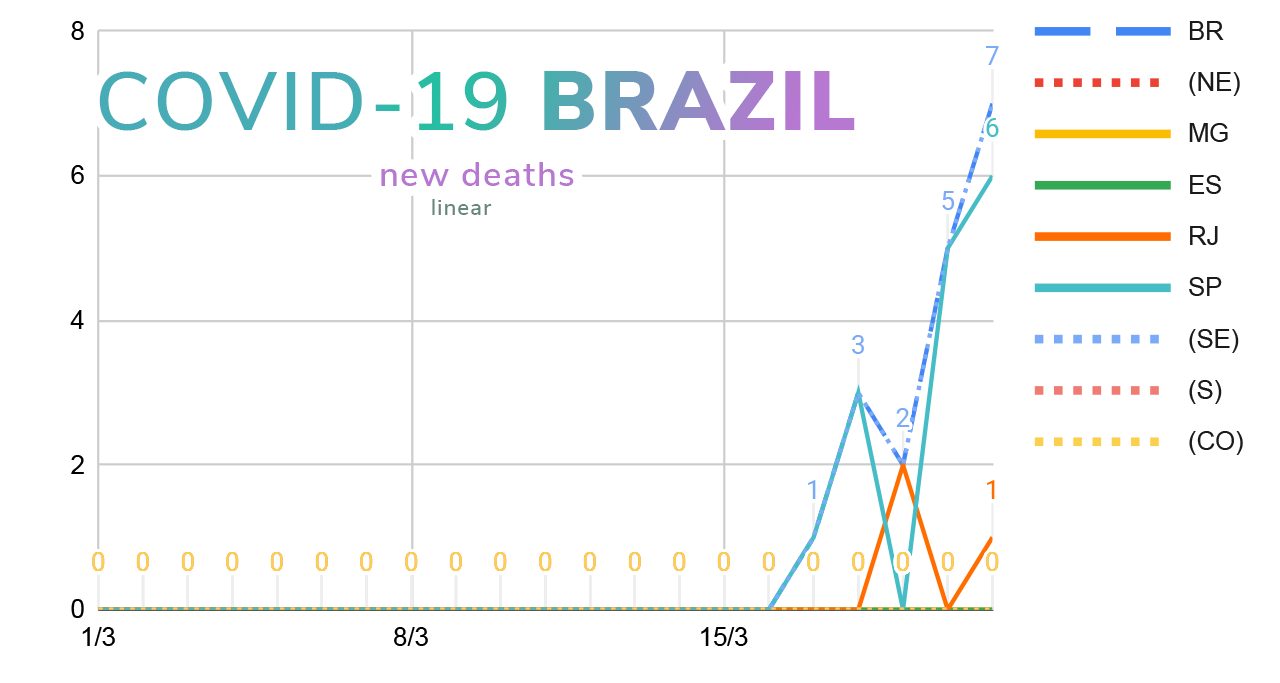 8
6
4
2
0
COVID-19 BRAZIL
new deaths
linear
7
6
5
3
2
1
1
0 0 0 0 0 0 0 0 0 0 0 0 0 0 0 0 0 0 0 0 0
1/3 8/3 15/3
BR
(NE)
MG
ES
RJ
SP
(SE)
(S)
(CO)